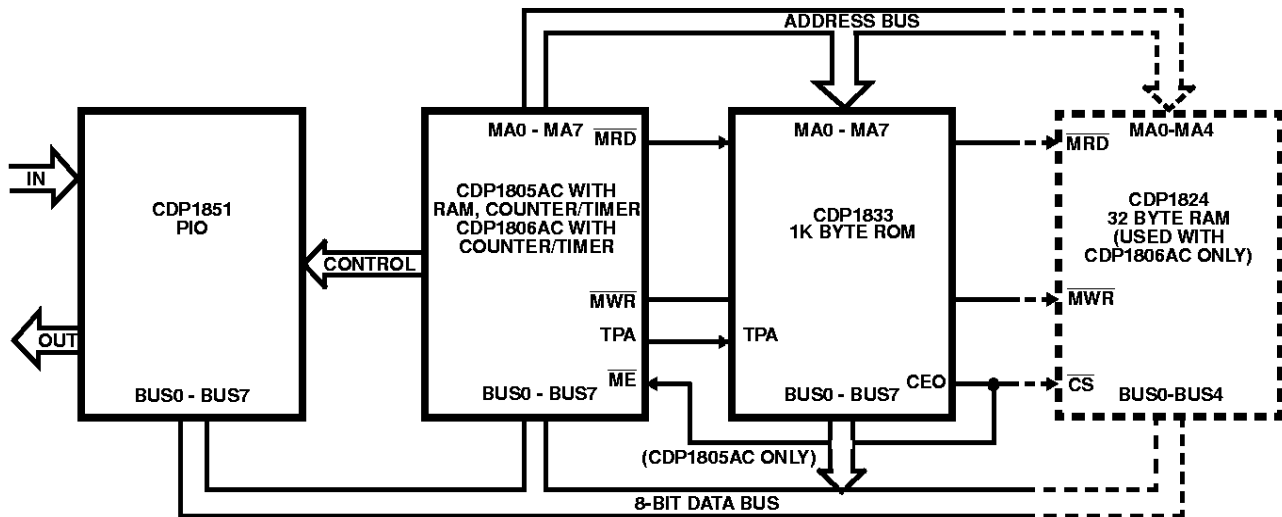 ADDRESS BUS
IN
CDP1851
PIO
OUT
BUS0 - BUS7
CONTROL
MA0 - MA7
MRD
CDP1805AC WITH
RAM, COUNTER/TIMER
CDP1806AC WITH
COUNTER/TIMER
MWR
TPA
ME
BUS0 - BUS7
MA0 - MA7
CDP1833
1K BYTE ROM
TPA
CEO
BUS0 - BUS7
(CDP1805AC ONLY)
MA0-MA4
MRD
CDP1824
32 BYTE RAM
(USED WITH
CDP1806AC ONLY)
MWR
CS
BUS0-BUS4
8-BIT DATA BUS